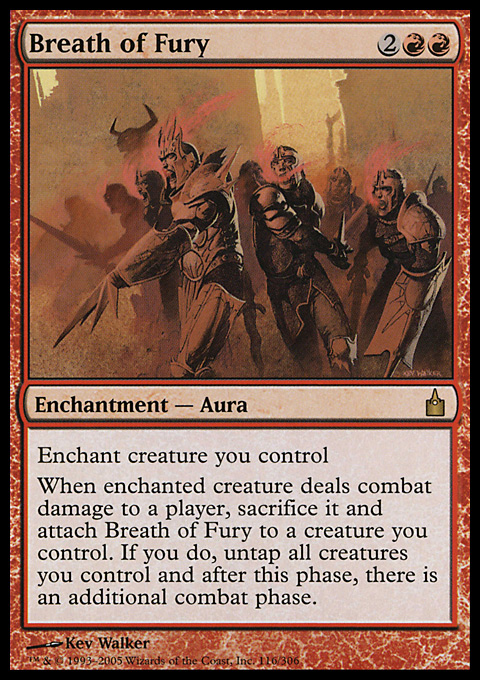 Breath of Fury 2
Enchantment — Aura
Enchant creature you control
When enchanted creature deals combat
damage to a player, sacrifice it and
attach Breath of Fury to a creature you
control. If you do, untap all creatures
you control and after this phase, there is
an additional combat phase.
Kev Walker
™ & © 1993–2005 Wizards of the Coast, Inc. 116/306